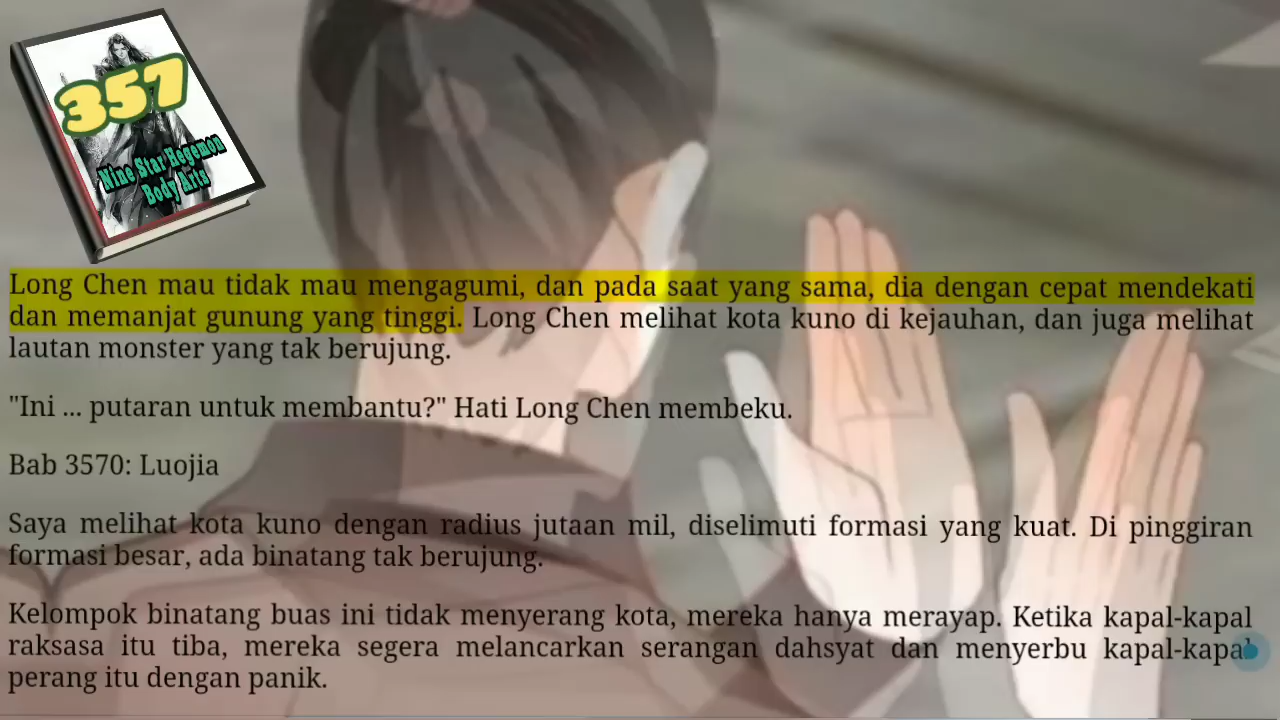 357
Nine Star Hegemon
Body Arts
Long Chen mau tidak mau mengagumi, dan pada saat yang sama, dia dengan cepat mendekati
dan memanjat gunung yang tinggi. Long Chen melihat kota kuno di kejauhan, dan juga melihat
lautan monster yang tak berujung.
"Ini ... putaran untuk membantu?" Hati Long Chen membeku.
Bab 3570: Luojia
Saya melihat kota kuno dengan radius jutaan mil, diselimuti formasi yang kuat. Di pinggiran
formasi besar, ada binatang tak berujung.
Kelompok binatang buas ini tidak menyerang kota, mereka hanya merayap. Ketika kapal-kapal
raksasa itu tiba, mereka segera melancarkan serangan dahsyat dan menyerbu kapal-kapal
perang itu dengan panik.